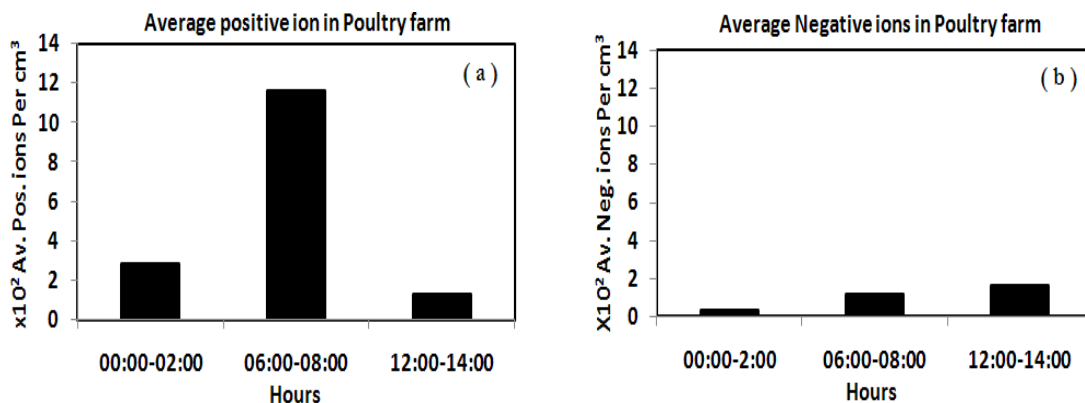 Average positive ion in Poultry farm
( a )
x10² Av. Pos. ions Per cm³
14
12
10
8
6
4
2
0
00:00-02:00 06:00-08:00 12:00-14:00
Hours
Average Negative ions in Poultry farm
( b )
X10² Av. Neg. ions Per cm³
14
12
10
8
6
4
2
0
00:00-2:00 06:00-08:00 12:00-14:00
Hours